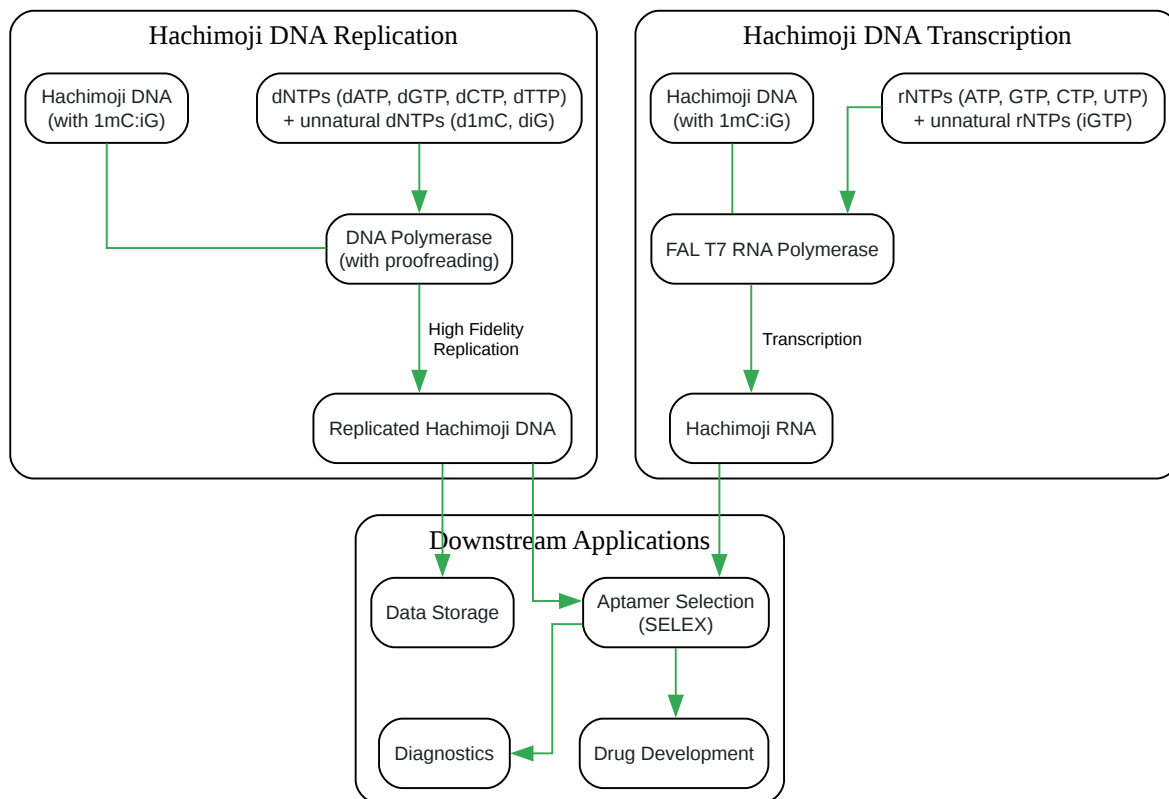 Hachimoji DNA Replication
Hachimoji DNA
(with 1mC:iG)
dNTPs (dATP, dGTP, dCTP, dTTP)
+ unnatural dNTPs (d1mC, diG)
DNA Polymerase
(with proofreading)
High Fidelity
Replication
Replicated Hachimoji DNA
Hachimoji DNA Transcription
Hachimoji DNA
(with 1mC:iG)
rNTPs (ATP, GTP, CTP, UTP)
+ unnatural rNTPs (iGTP)
FAL T7 RNA Polymerase
Transcription
Hachimoji RNA
Downstream Applications
Data Storage
Aptamer Selection
(SELEX)
Diagnostics
Drug Development